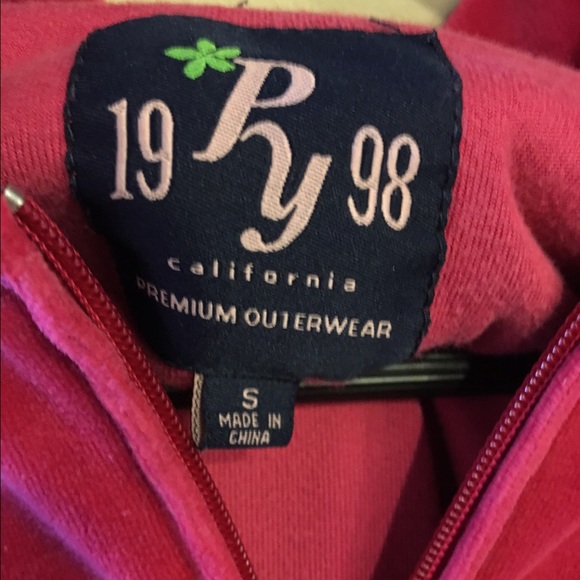 19 Py 98
california
PREMIUM OUTERWEAR
S
MADE IN
CHINA